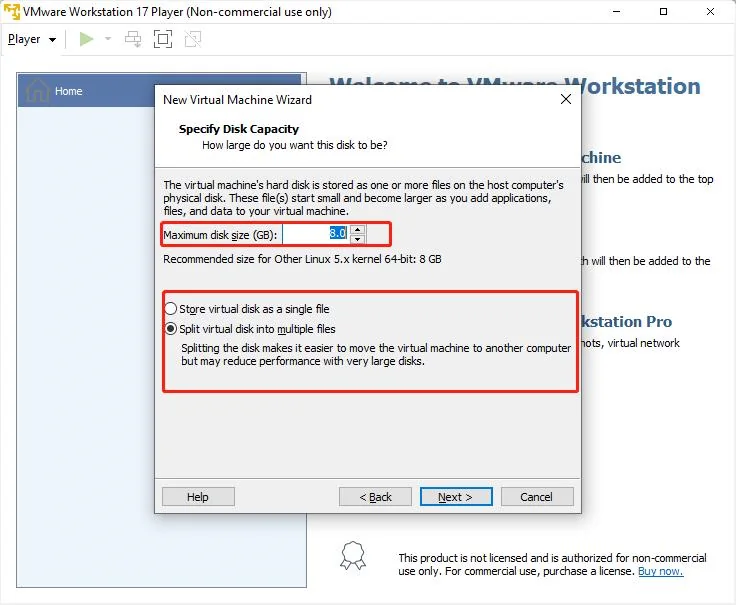 VMware Workstation 17 Player (Non-commercial use only)
Player
Home
Welcome to VMware Workstation
New Virtual Machine Wizard
Specify Disk Capacity
How large do you want this disk to be?
The virtual machine's hard disk is stored as one or more files on the host computer's
physical disk. These file(s) start small and become larger as you add applications,
files, and data to your virtual machine.
Maximum disk size (GB): 8.0
Recommended size for Other Linux 5.x kernel 64-bit: 8 GB
Store virtual disk as a single file
Split virtual disk into multiple files
Splitting the disk makes it easier to move the virtual machine to another computer
but may reduce performance with very large disks.
Help
< Back
Next >
Cancel
chine
will then be added to the top
ch will then be added to the
kstation Pro
hots, virtual network
This product is not licensed and is authorized for non-commercial
use only. For commercial use, purchase a license. Buy now.